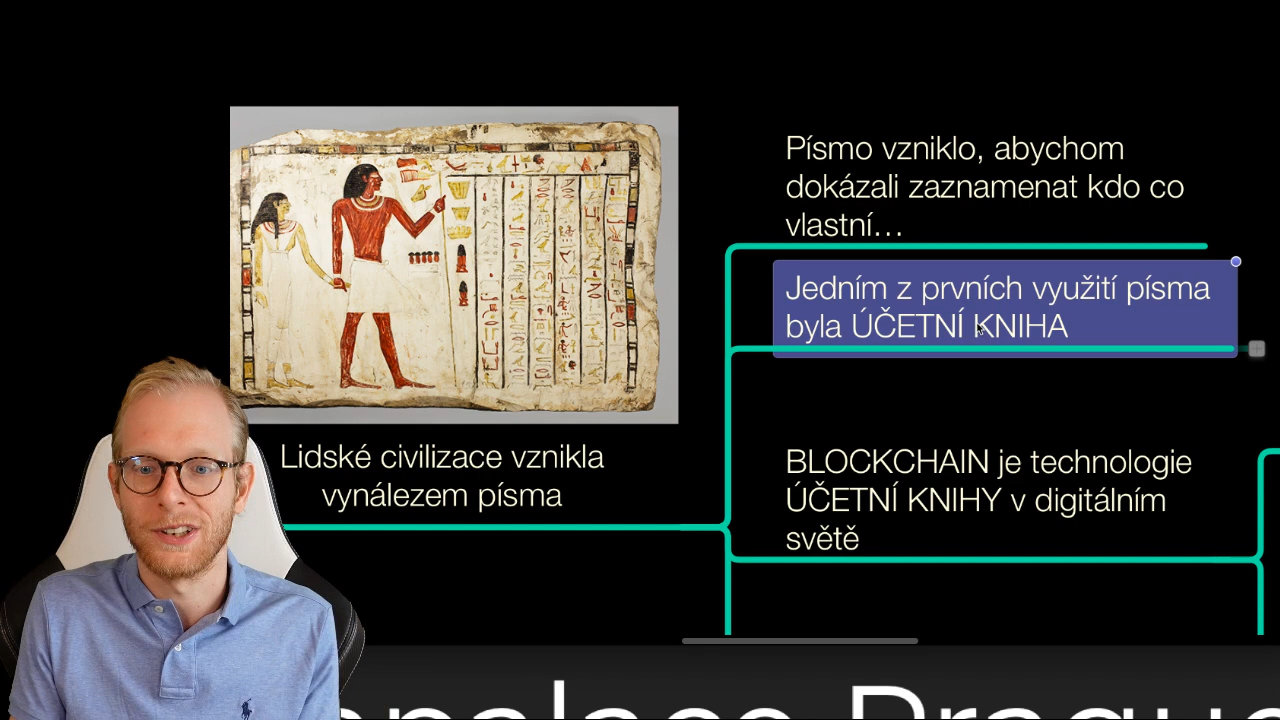 Písmo vzniklo, abychom
dokázali zaznamenat kdo co
vlastní…
Jedním z prvních využití písma
byla ÚČETNÍ KNIHA
Lidské civilizace vznikla
vynálezem písma
BLOCKCHAIN je technologie
ÚČETNÍ KNIHY v digitálním
světě